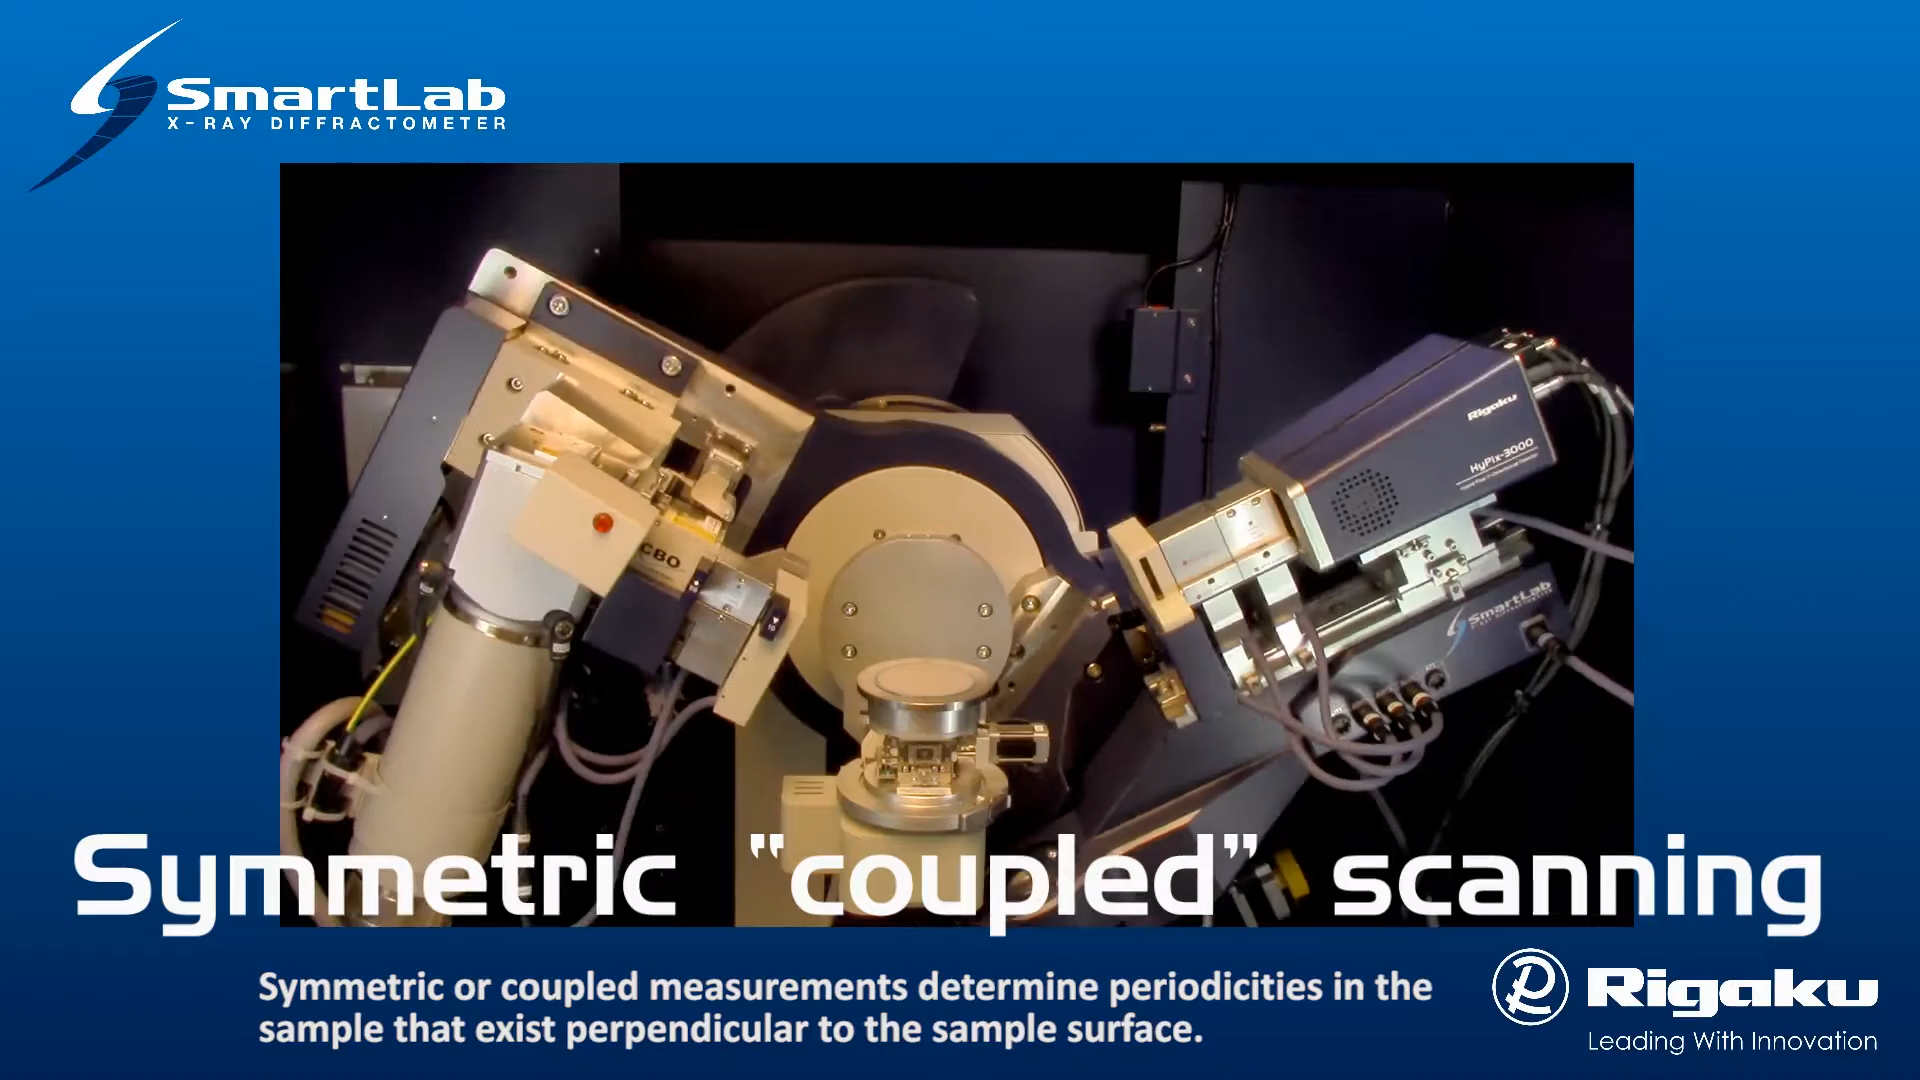 SmartLab
X-RAY DIFFRACTOMETER
Rigaku
HyPix-3000
CBO
SmartLab
Symmetric "coupled" scanning
Symmetric or coupled measurements determine periodicities in the
sample that exist perpendicular to the sample surface.
Rigaku
Leading With Innovation